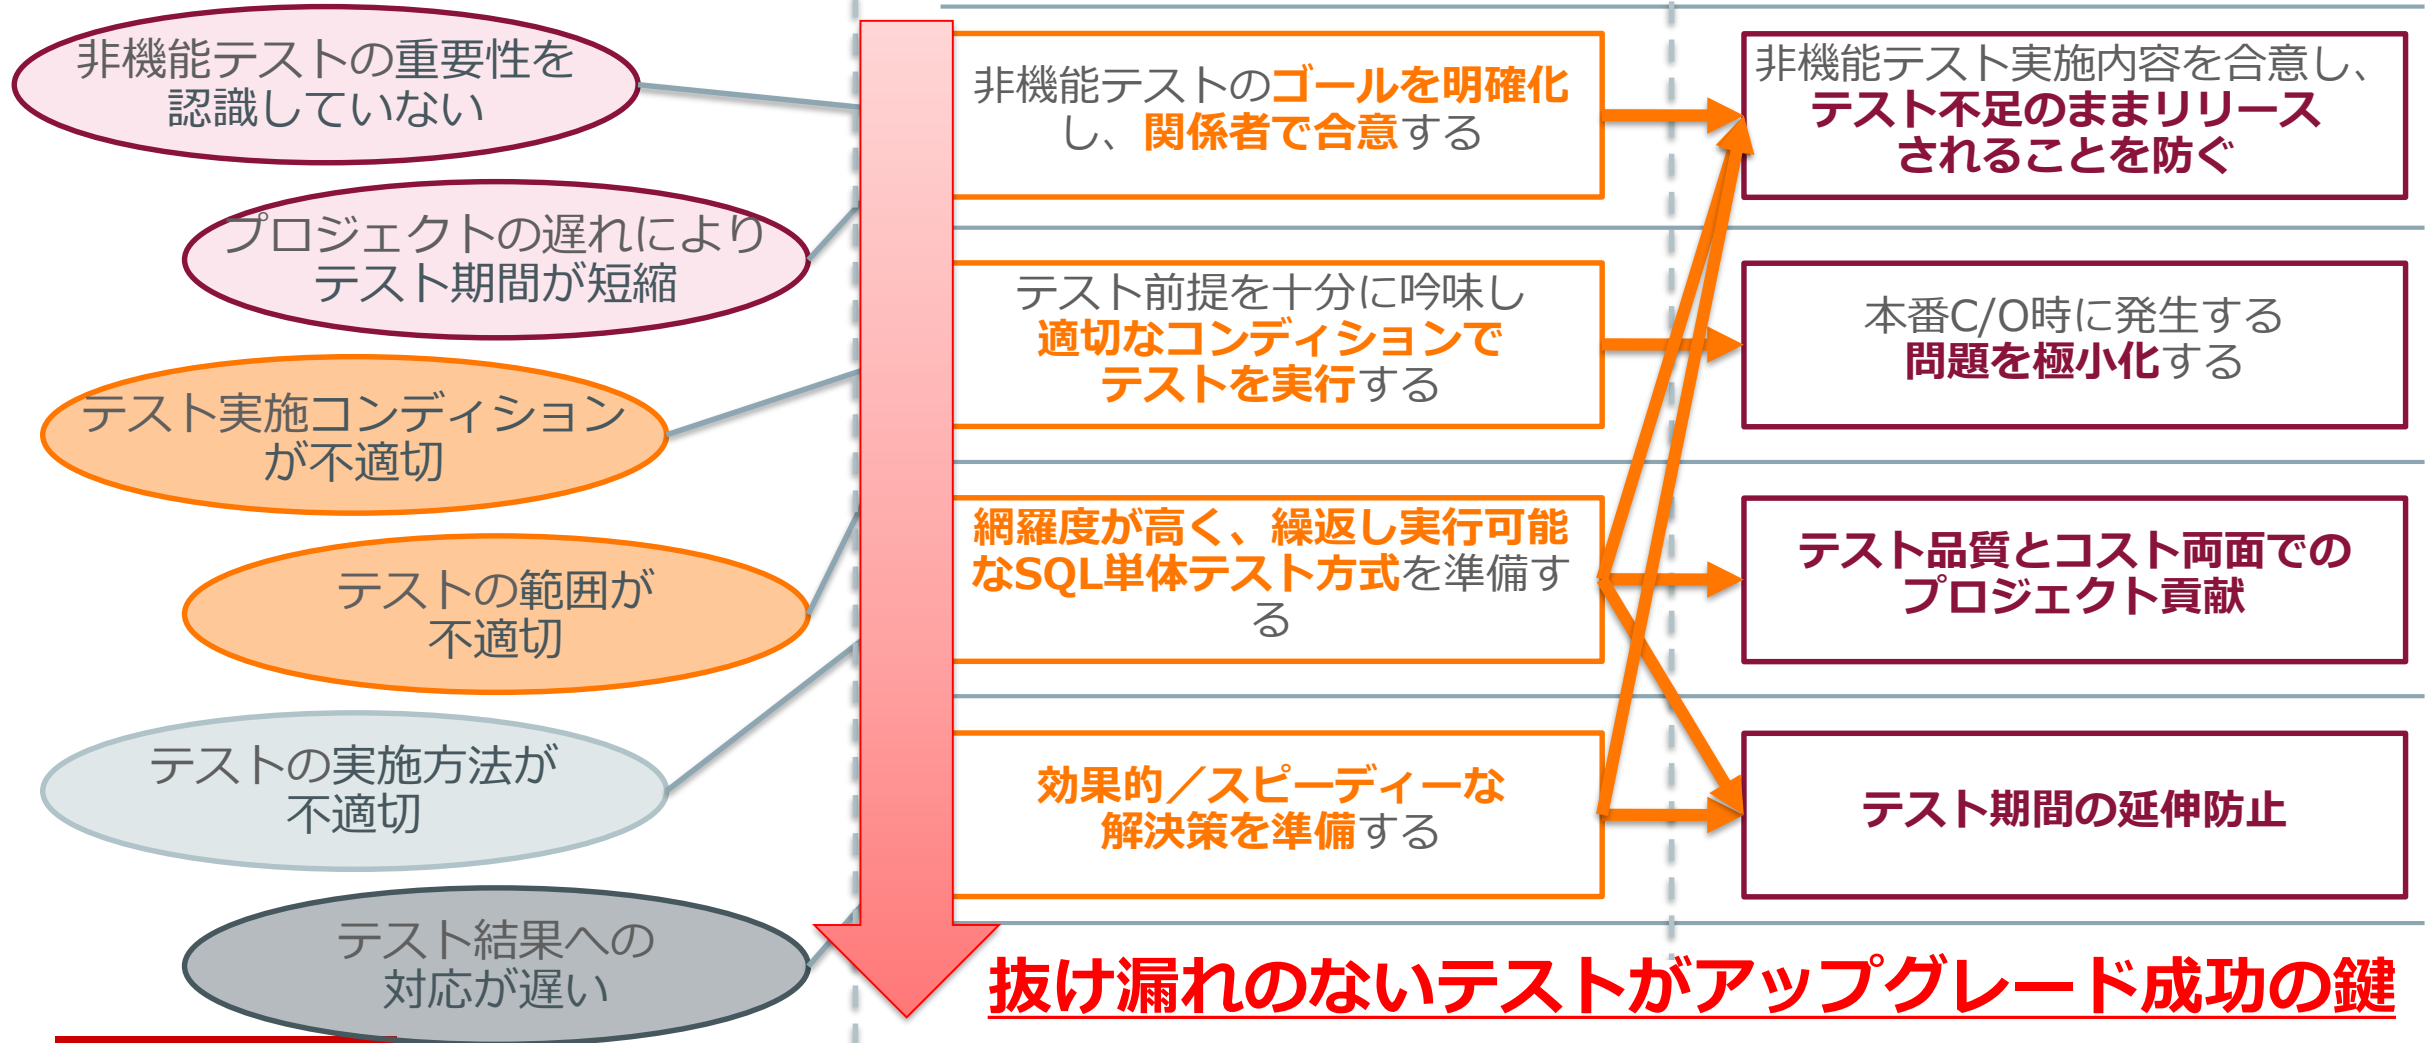 非機能テストの重要性を
認識していない
プロジェクトの遅れにより
テスト期間が短縮
テスト実施コンディション
が不適切
テストの範囲が
不適切
テストの実施方法が
不適切
テスト結果への
対応が遅い
非機能テストのゴールを明確化
し、関係者で合意する
テスト前提を十分に吟味し
適切なコンディションで
テストを実行する
網羅度が高く、繰返し実行可能
なSQL単体テスト方式を準備す
る
効果的／スピーディーな
解決策を準備する
非機能テスト実施内容を合意し、
テスト不足のままリリース
されることを防ぐ
本番C/O時に発生する
問題を極小化する
テスト品質とコスト両面での
プロジェクト貢献
テスト期間の延伸防止
抜け漏れのないテストがアップグレード成功の鍵